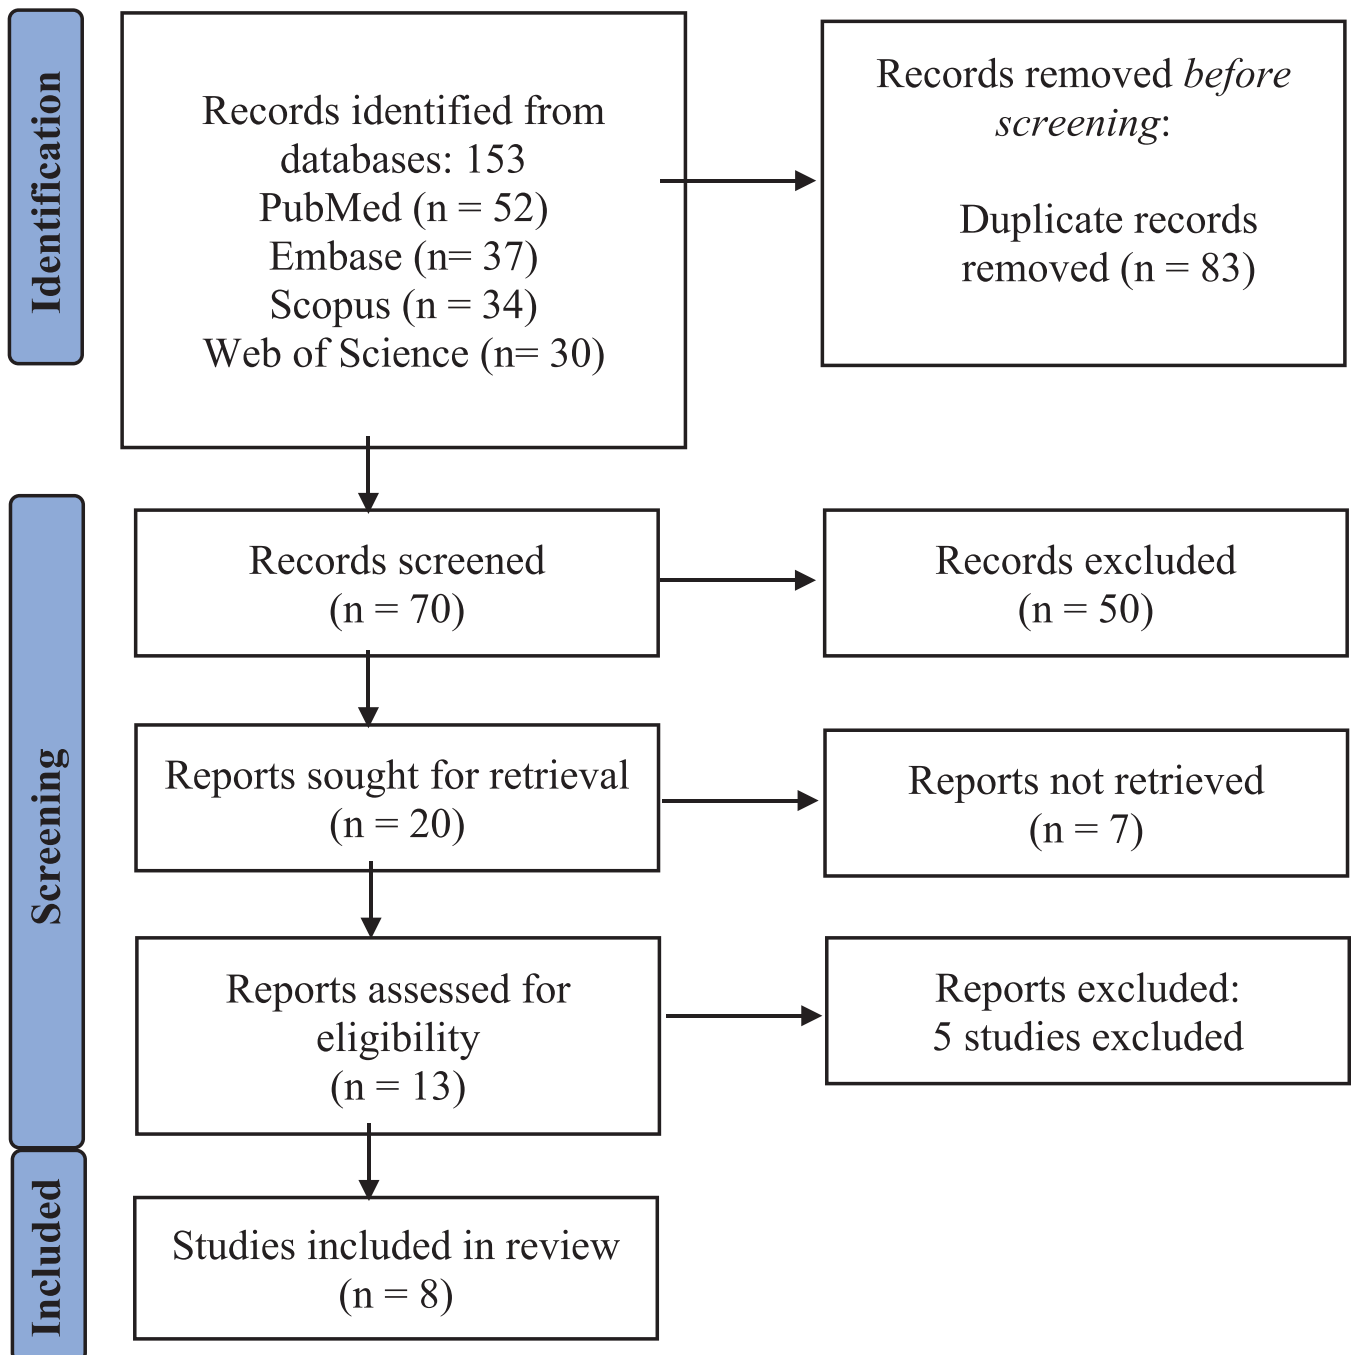 Identification
Records identified from
databases: 153
PubMed (n = 52)
Embase (n= 37)
Scopus (n = 34)
Web of Science (n= 30)
Records removed before
screening:
Duplicate records
removed (n = 83)
Screening
Records screened
(n = 70)
Records excluded
(n = 50)
Reports sought for retrieval
(n = 20)
Reports not retrieved
(n = 7)
Reports assessed for
eligibility
(n = 13)
Reports excluded:
5 studies excluded
Included
Studies included in review
(n = 8)